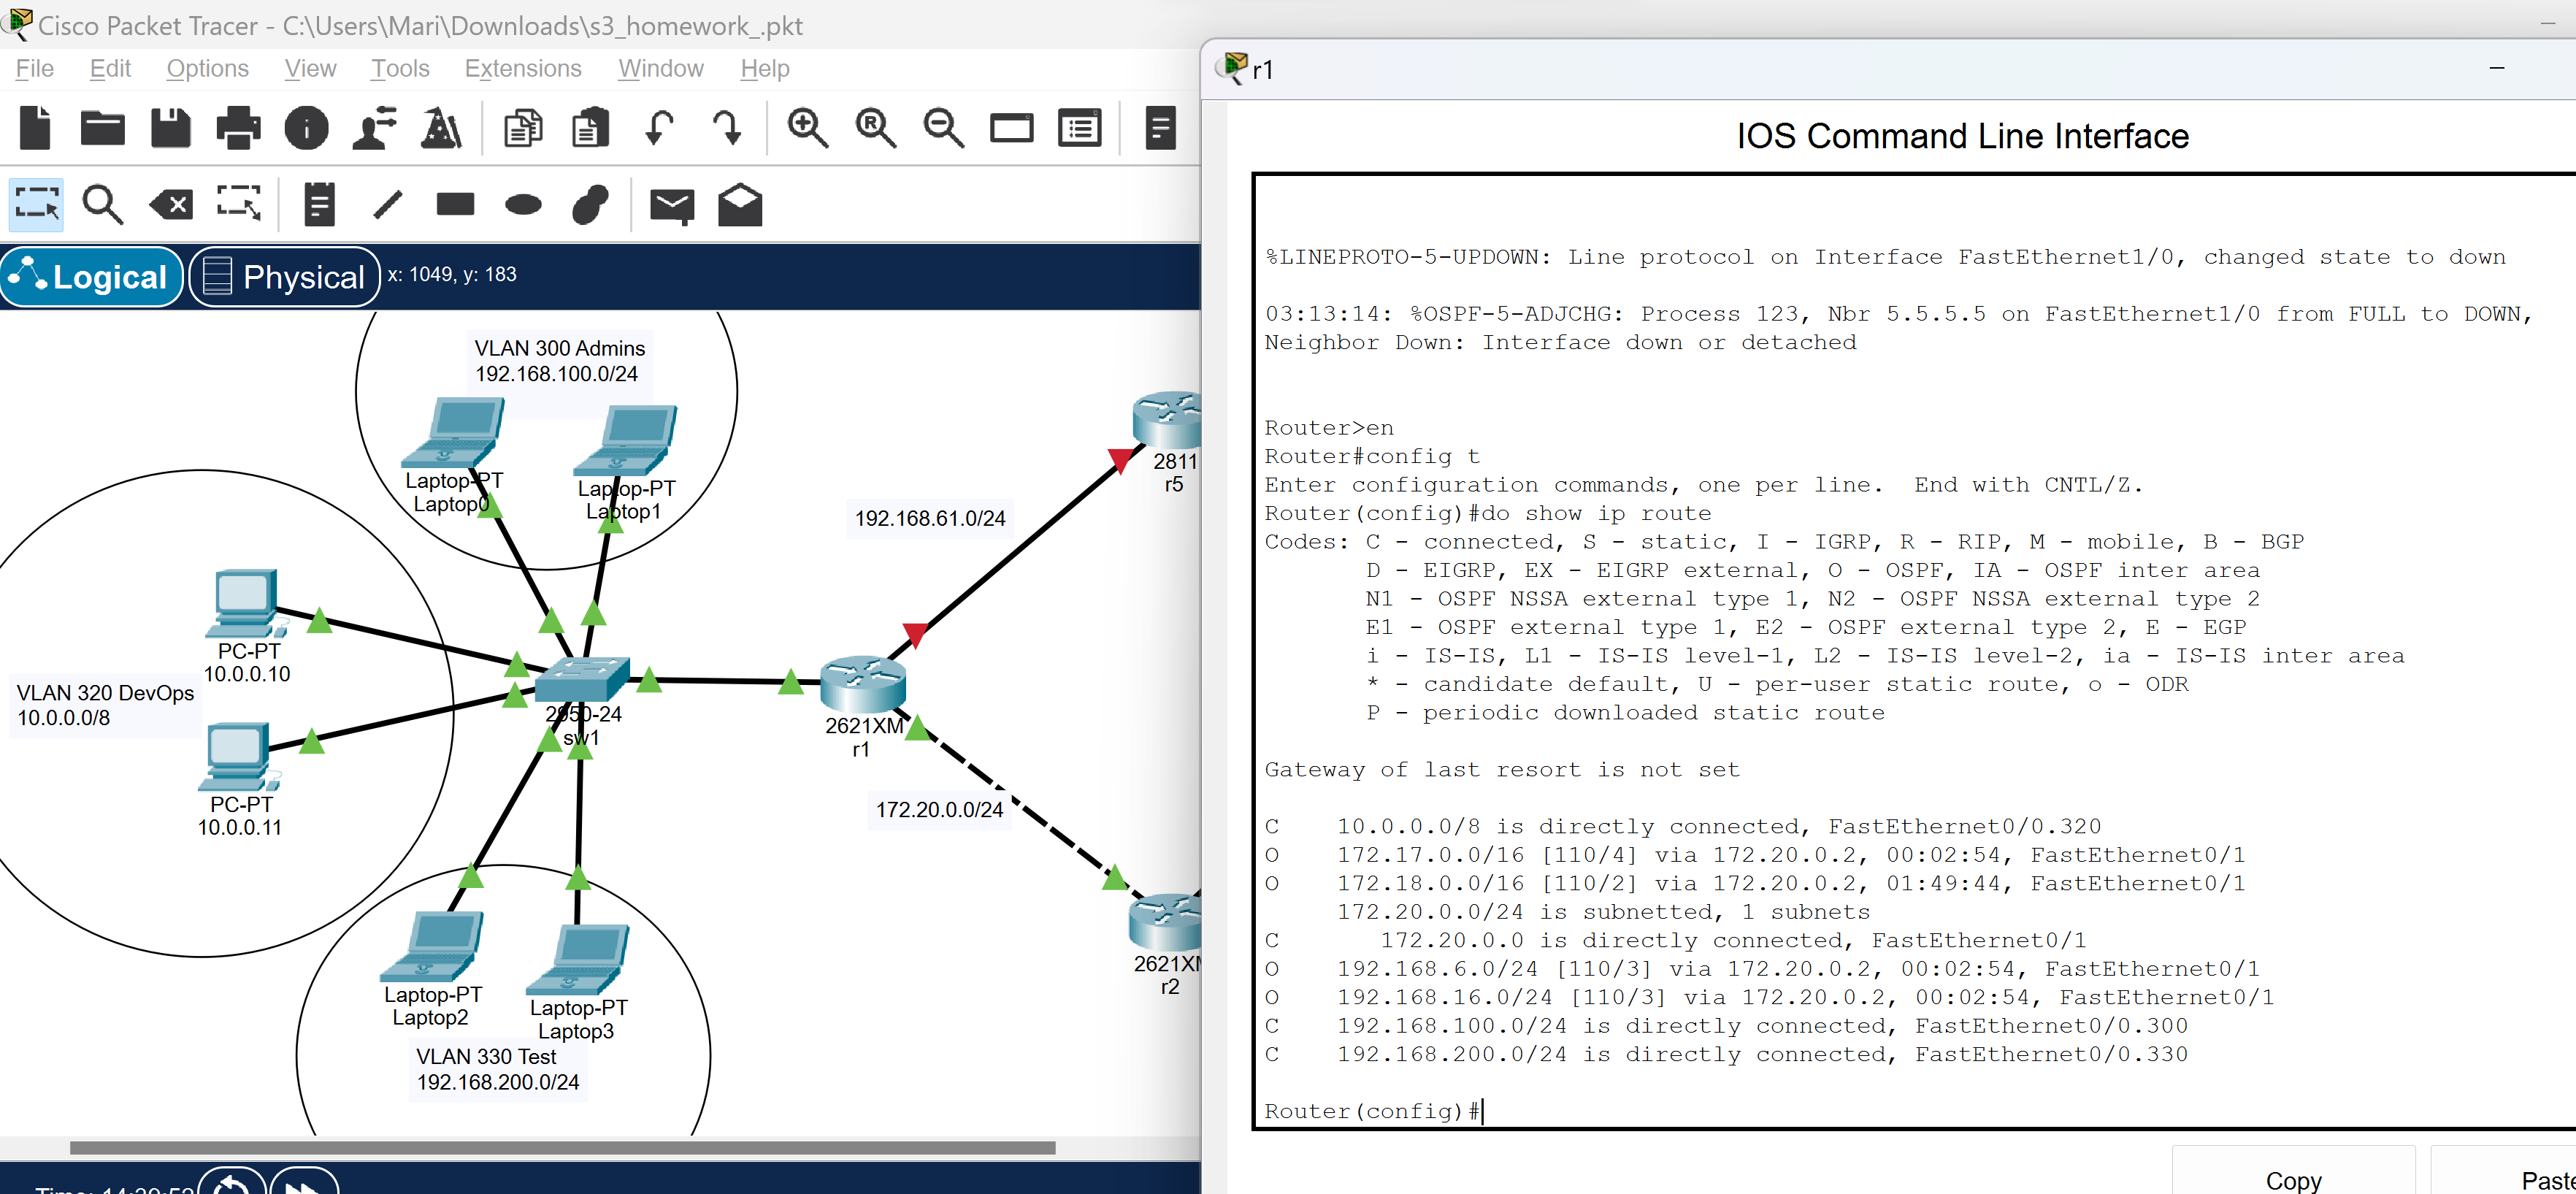 Cisco Packet Tracer - C:\Users\Mari\Downloads\s3_homework_.pkt
File Edit Options View Tools Extensions Window Help
Logical
Physical
x: 1049, y: 183
VLAN 300 Admins
192.168.100.0/24
Laptop-PT
Laptop0
Laptop-PT
Laptop1
PC-PT
10.0.0.10
VLAN 320 DevOps
10.0.0.0/8
PC-PT
10.0.0.11
2950-24
sw1
Laptop-PT
Laptop2
Laptop-PT
Laptop3
VLAN 330 Test
192.168.200.0/24
192.168.61.0/24
2811
r5
2621XM
r1
172.20.0.0/24
2621XM
r2
r1
IOS Command Line Interface
%LINEPROTO-5-UPDOWN: Line protocol on Interface FastEthernet1/0, changed state to down
03:13:14: %OSPF-5-ADJCHG: Process 123, Nbr 5.5.5.5 on FastEthernet1/0 from FULL to DOWN,
Neighbor Down: Interface down or detached
Router>en
Router#config t
Enter configuration commands, one per line.  End with CNTL/Z.
Router(config)#do show ip route
Codes: C - connected, S - static, I - IGRP, R - RIP, M - mobile, B - BGP
       D - EIGRP, EX - EIGRP external, O - OSPF, IA - OSPF inter area
       N1 - OSPF NSSA external type 1, N2 - OSPF NSSA external type 2
       E1 - OSPF external type 1, E2 - OSPF external type 2, E - EGP
       i - IS-IS, L1 - IS-IS level-1, L2 - IS-IS level-2, ia - IS-IS inter area
       * - candidate default, U - per-user static route, o - ODR
       P - periodic downloaded static route
Gateway of last resort is not set
C    10.0.0.0/8 is directly connected, FastEthernet0/0.320
O    172.17.0.0/16 [110/4] via 172.20.0.2, 00:02:54, FastEthernet0/1
O    172.18.0.0/16 [110/2] via 172.20.0.2, 01:49:44, FastEthernet0/1
     172.20.0.0/24 is subnetted, 1 subnets
C       172.20.0.0 is directly connected, FastEthernet0/1
O    192.168.6.0/24 [110/3] via 172.20.0.2, 00:02:54, FastEthernet0/1
O    192.168.16.0/24 [110/3] via 172.20.0.2, 00:02:54, FastEthernet0/1
C    192.168.100.0/24 is directly connected, FastEthernet0/0.300
C    192.168.200.0/24 is directly connected, FastEthernet0/0.330
Router(config)#
Copy